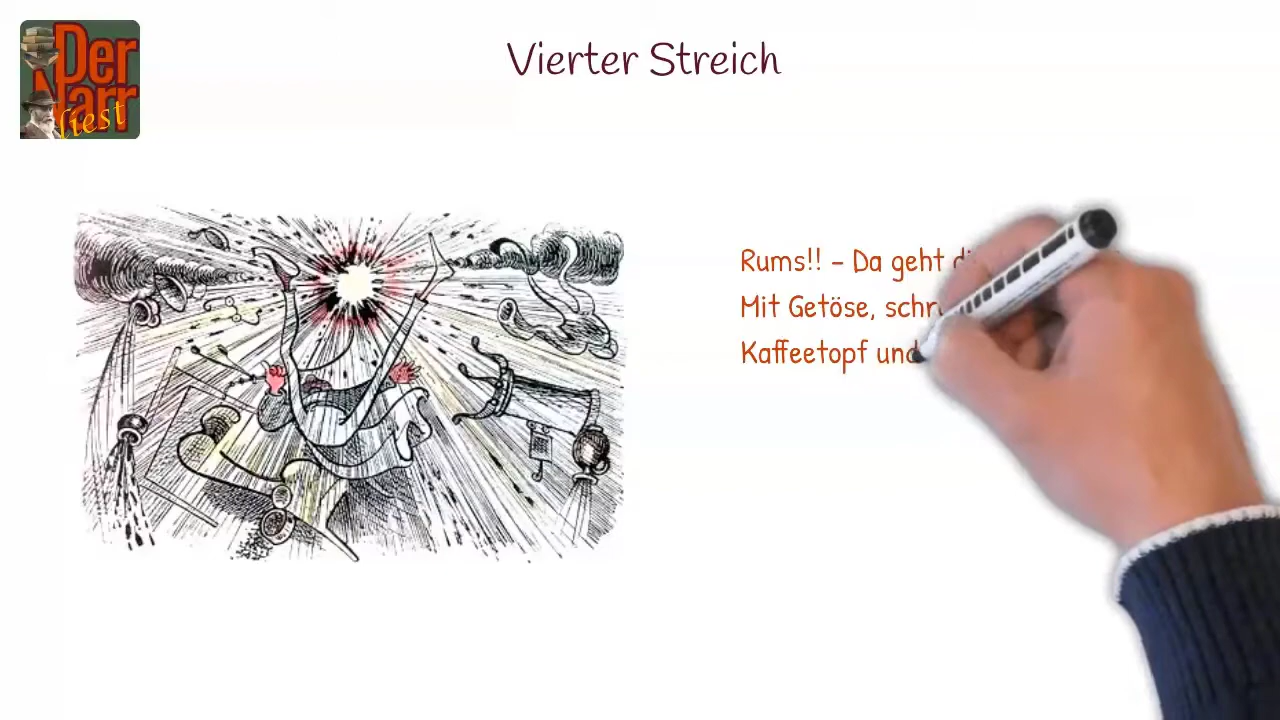 Der
Narr
liest
Vierter Streich
Rums!! – Da geht
Mit Getöse,
Kaffeetopf und